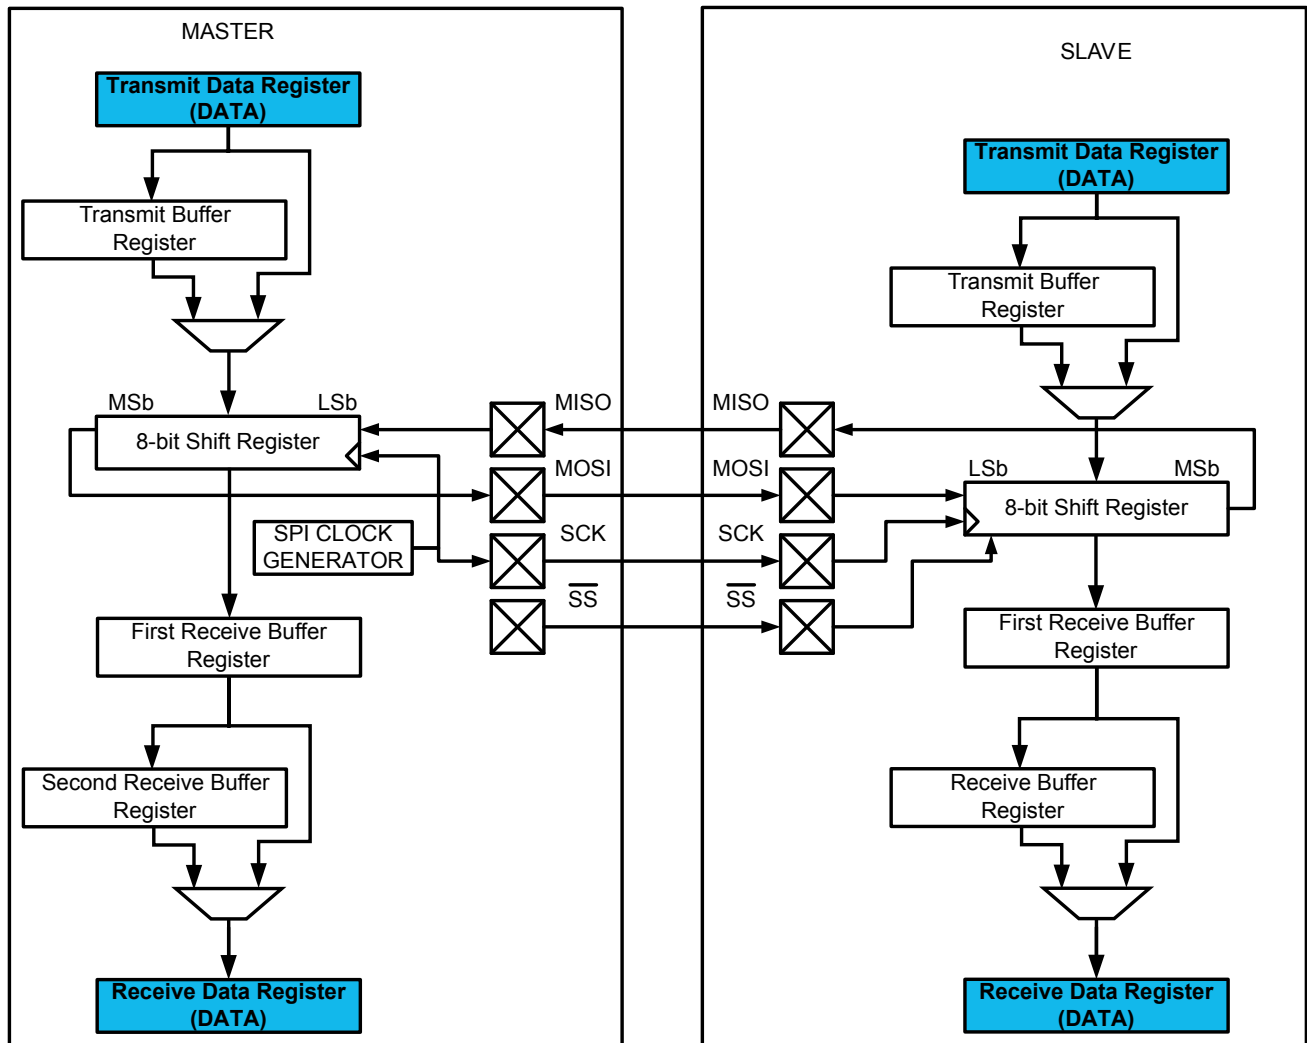 MASTER
Transmit Data Register
(DATA)
Transmit Buffer
Register
MSb
LSb
8-bit Shift Register
SPI CLOCK
GENERATOR
First Receive Buffer
Register
Second Receive Buffer
Register
Receive Data Register
(DATA)
MISO
MOSI
SCK
SS
MISO
MOSI
SCK
SS
SLAVE
Transmit Data Register
(DATA)
Transmit Buffer
Register
LSb
MSb
8-bit Shift Register
First Receive Buffer
Register
Receive Buffer
Register
Receive Data Register
(DATA)